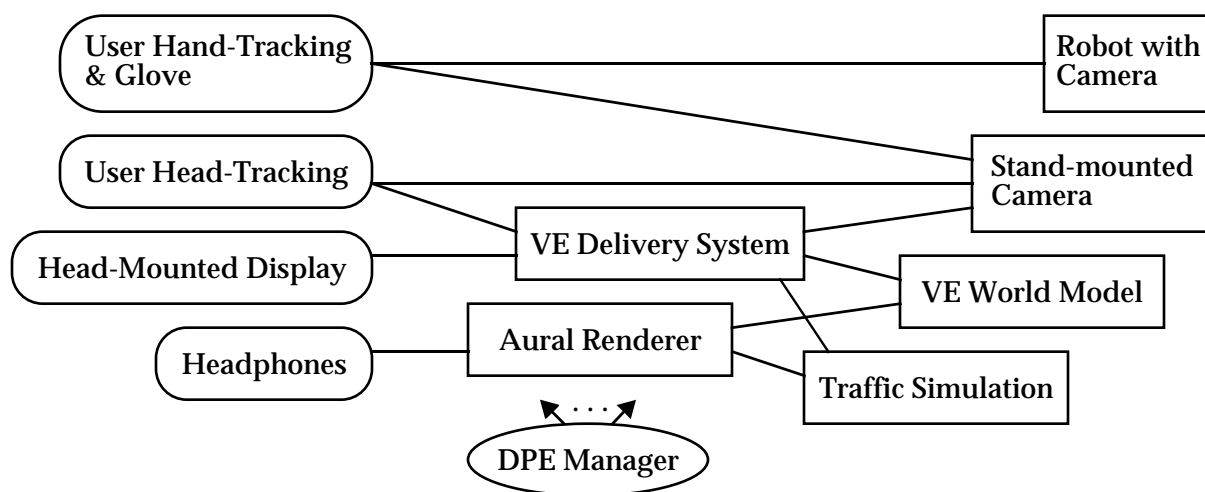 User Hand-Tracking
& Glove
Robot with
Camera
User Head-Tracking
Stand-mounted
Camera
VE Delivery System
Head-Mounted Display
VE World Model
Aural Renderer
Headphones
Traffic Simulation
. . .
DPE Manager